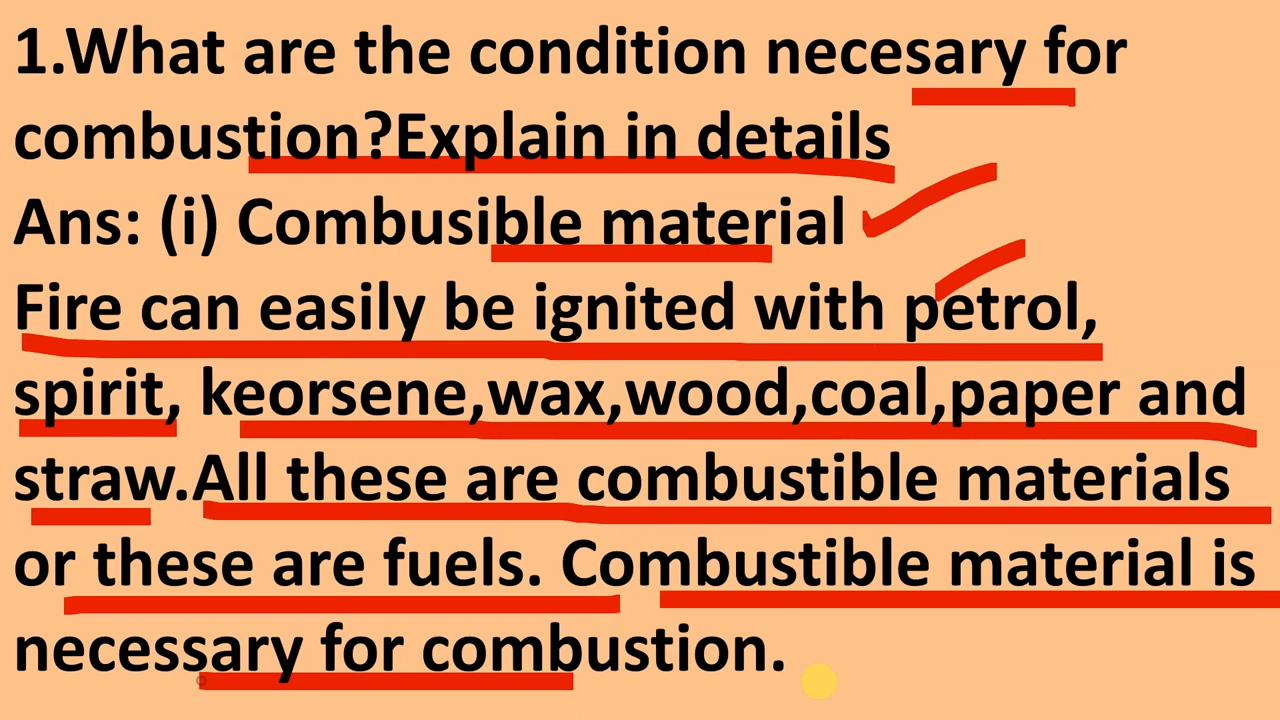 1.What are the condition necesary for
combustion?Explain in details
Ans: (i) Combusible material
Fire can easily be ignited with petrol,
spirit, keorsene,wax,wood,coal,paper and
straw.All these are combustible materials
or these are fuels. Combustible material is
necessary for combustion.